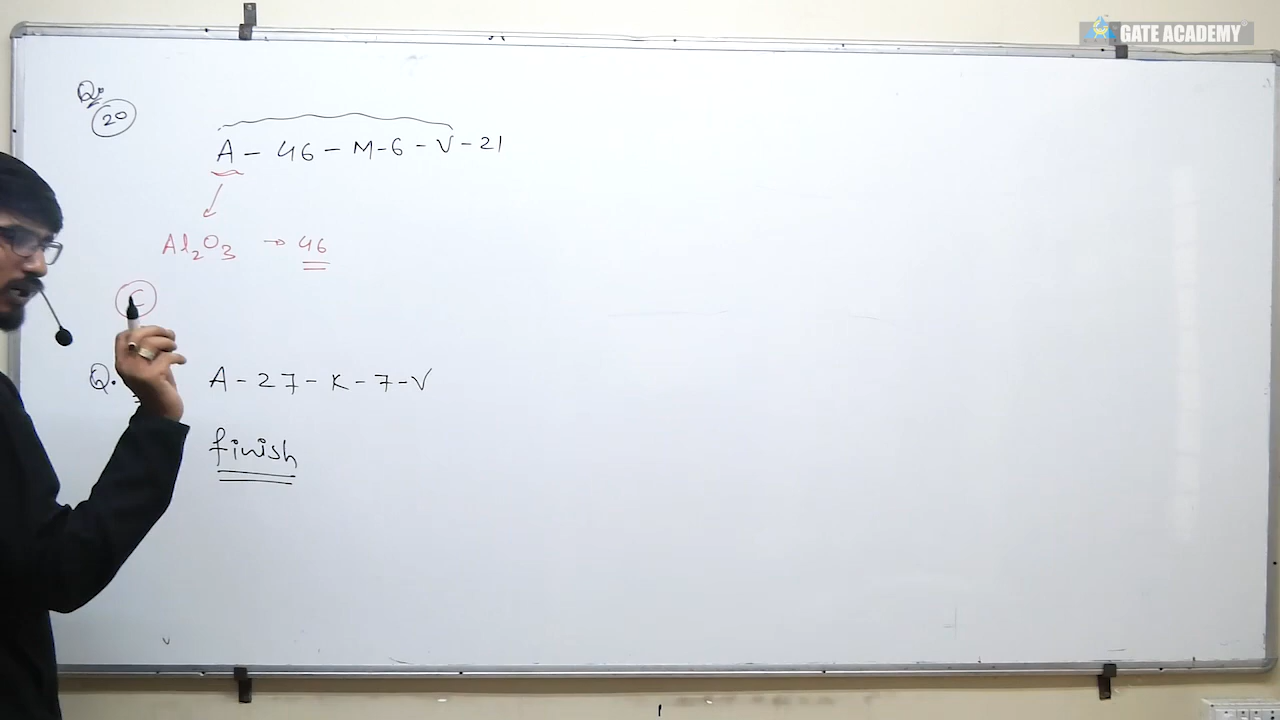 GATE ACADEMY
Q.
20
A - 46 - M - 6 - V - 21
Al2O3 → 46
C
Q. A - 27 - K - 7 - V
finish